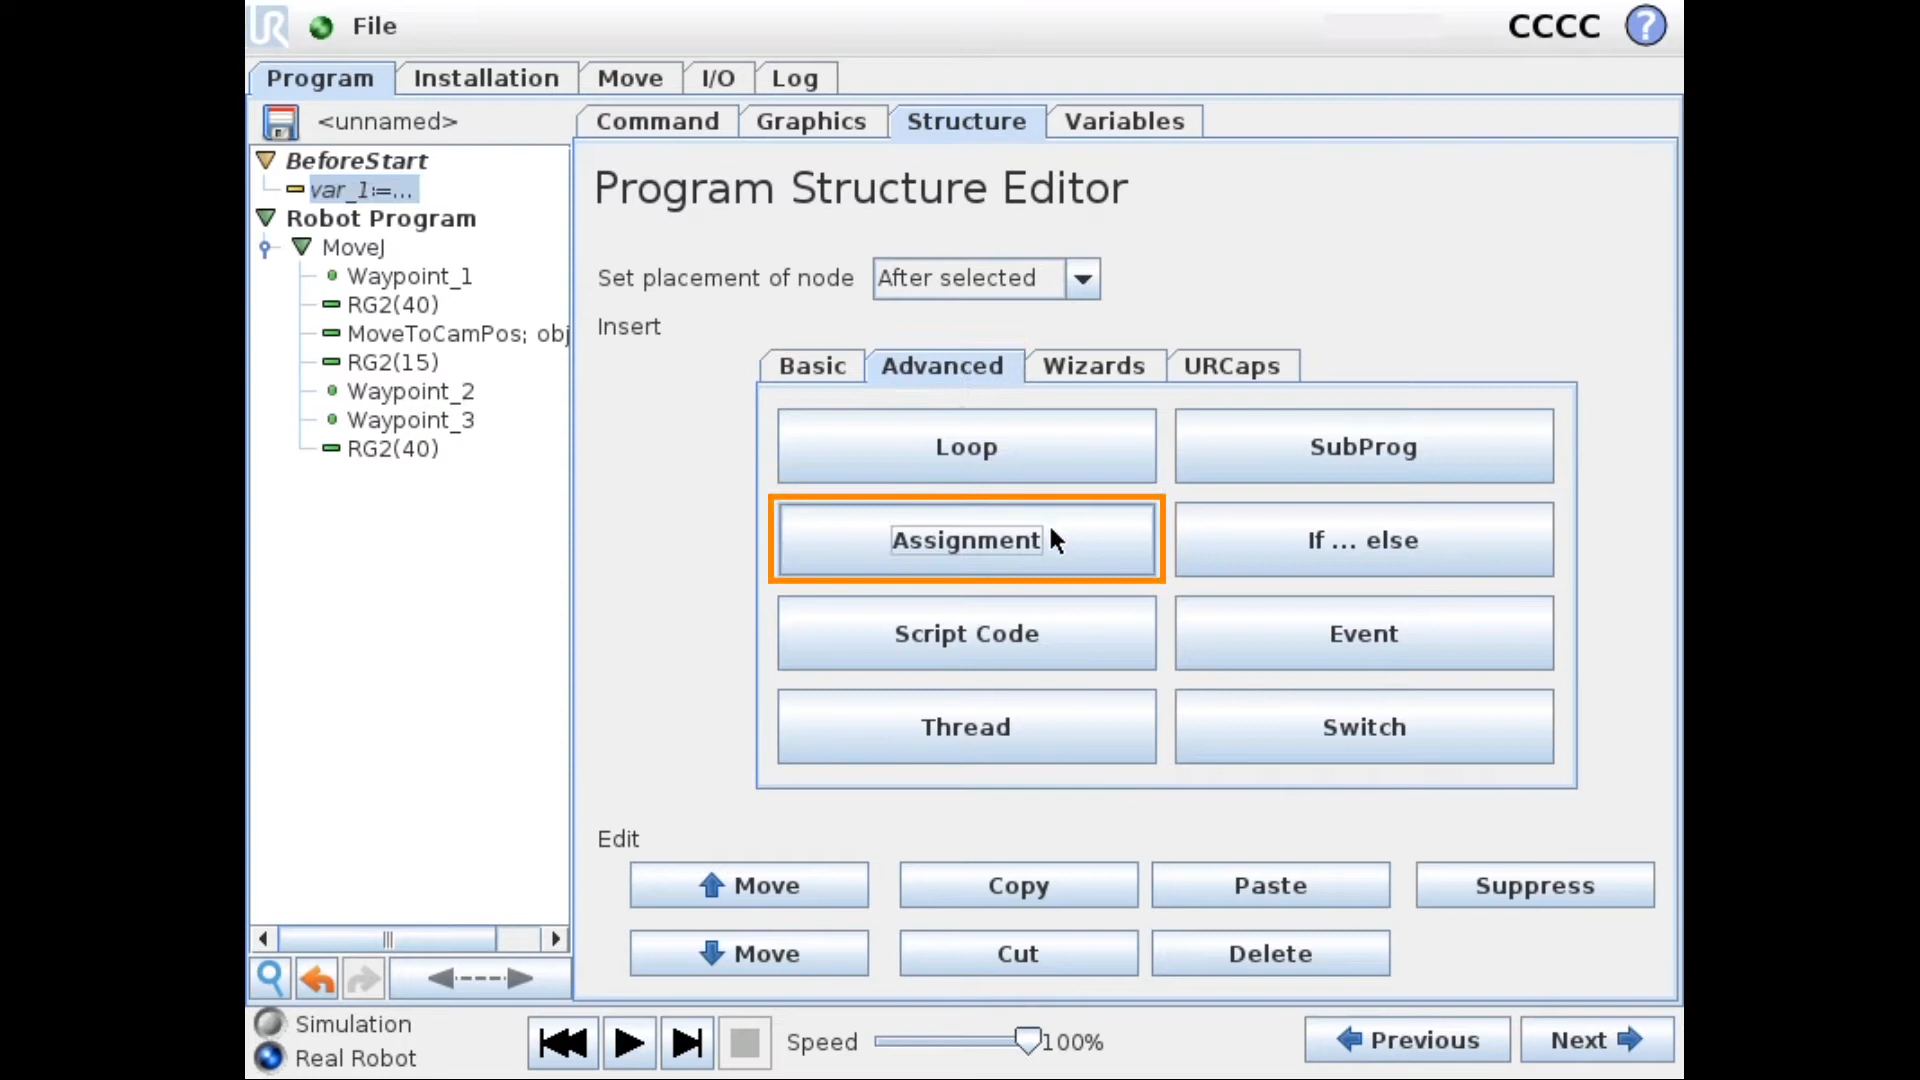 UR File CCCC ?
Program Installation Move I/O Log
<unnamed>
Command Graphics Structure Variables
BeforeStart
var_1:=...
Robot Program
MoveJ
Waypoint_1
RG2(40)
MoveToCamPos; obj
RG2(15)
Waypoint_2
Waypoint_3
RG2(40)
Program Structure Editor
Set placement of node After selected
Insert
Basic Advanced Wizards URCaps
Loop SubProg
Assignment If ... else
Script Code Event
Thread Switch
Edit
Move Copy Paste Suppress
Move Cut Delete
Simulation
Real Robot
Speed 100%
Previous Next